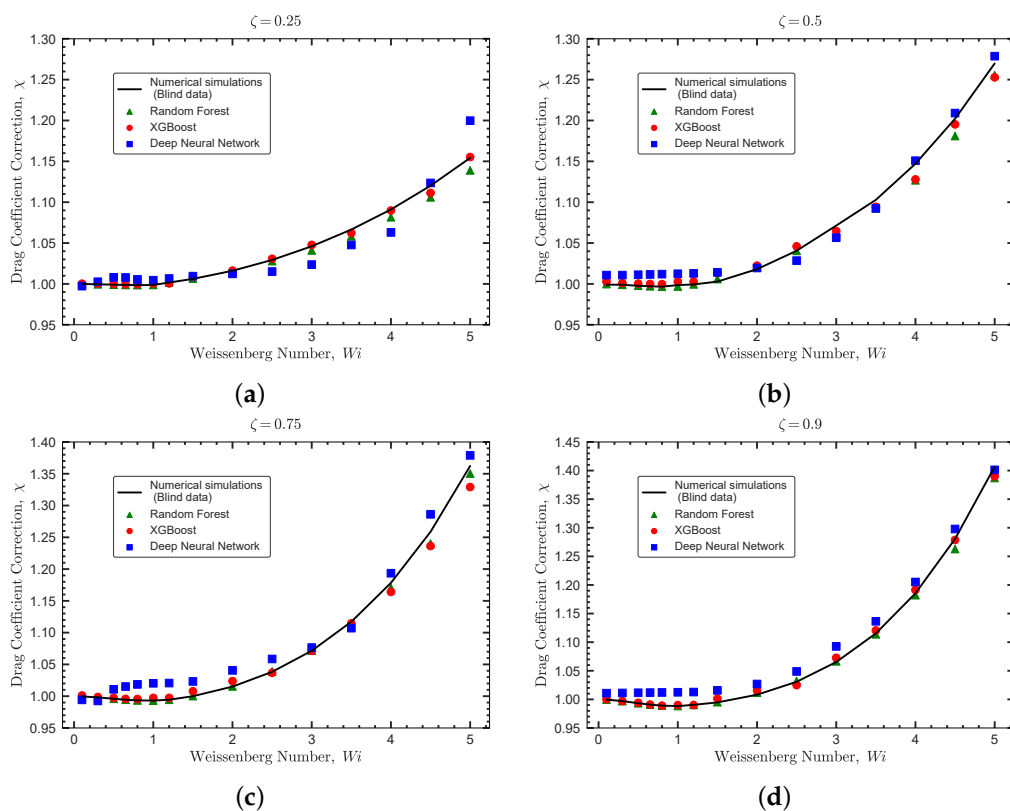 ζ = 0.25
1.30
1.25
1.20
1.15
1.10
1.05
1.00
0.95
Drag Coefficient Correction, χ
Numerical simulations
(Blind data)
Random Forest
XGBoost
Deep Neural Network
0 1 2 3 4 5
Weissenberg Number, Wi
(a)
ζ = 0.5
1.30
1.25
1.20
1.15
1.10
1.05
1.00
0.95
Drag Coefficient Correction, χ
Numerical simulations
(Blind data)
Random Forest
XGBoost
Deep Neural Network
0 1 2 3 4 5
Weissenberg Number, Wi
(b)
ζ = 0.75
1.40
1.35
1.30
1.25
1.20
1.15
1.10
1.05
1.00
0.95
Drag Coefficient Correction, χ
Numerical simulations
(Blind data)
Random Forest
XGBoost
Deep Neural Network
0 1 2 3 4 5
Weissenberg Number, Wi
(c)
ζ = 0.9
1.45
1.40
1.35
1.30
1.25
1.20
1.15
1.10
1.05
1.00
0.95
Drag Coefficient Correction, χ
Numerical simulations
(Blind data)
Random Forest
XGBoost
Deep Neural Network
0 1 2 3 4 5
Weissenberg Number, Wi
(d)